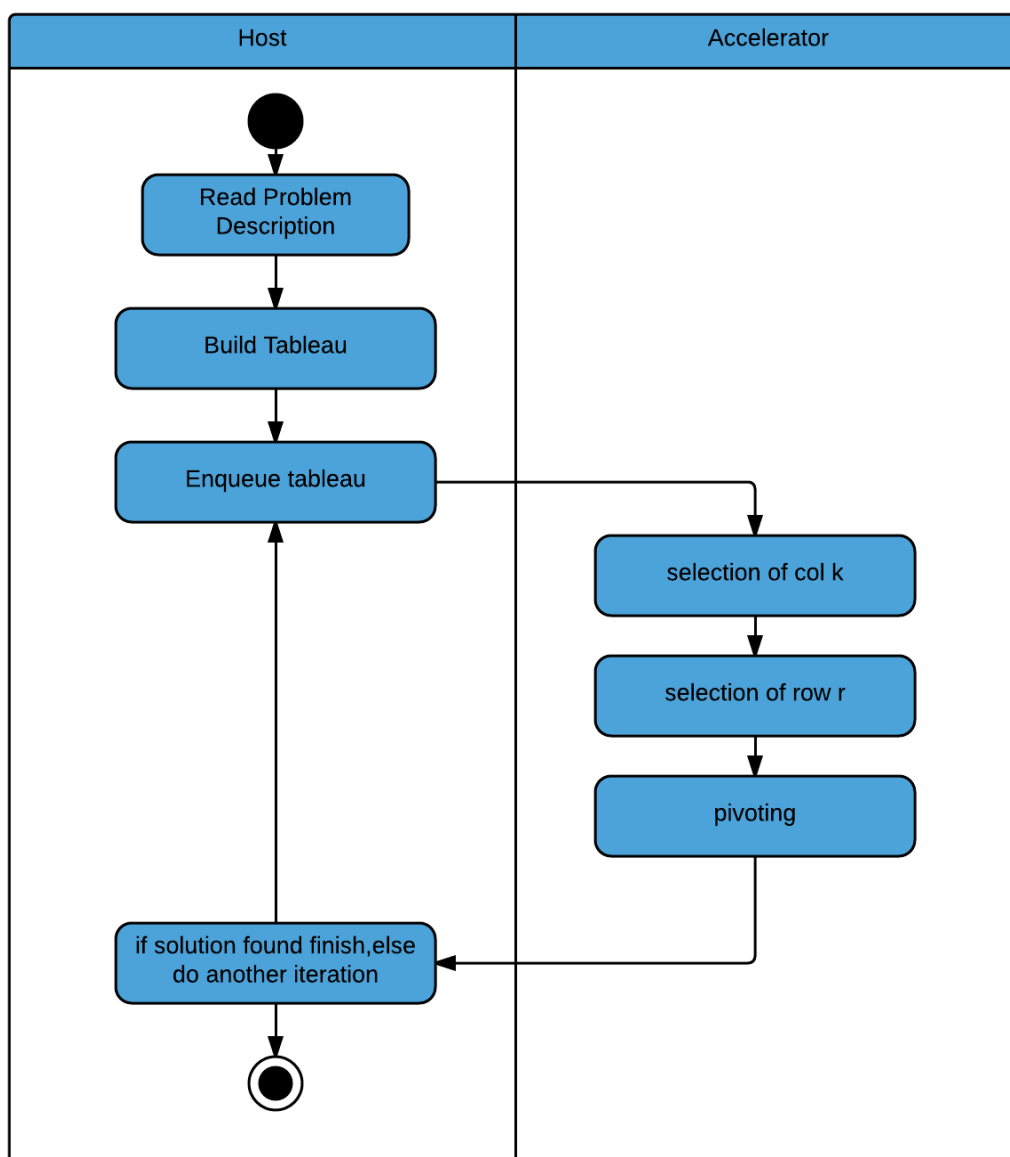 Host
Accelerator
Read Problem
Description
Build Tableau
Enqueue tableau
selection of col k
selection of row r
pivoting
if solution found finish,else
do another iteration